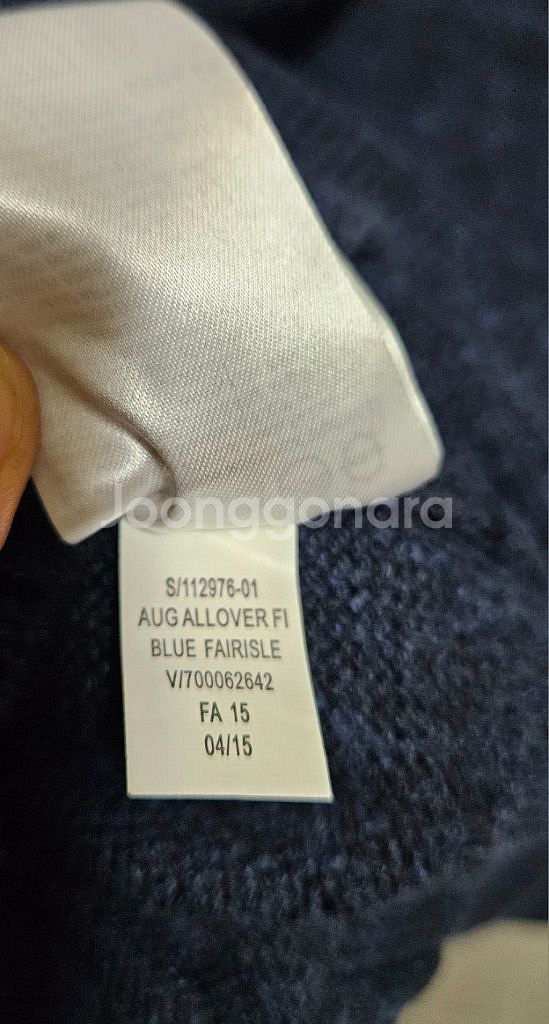 Joonggonara
S/112976-01
AUG ALLOVER FI
BLUE FAIRISLE
V/700062642
FA 15
04/15